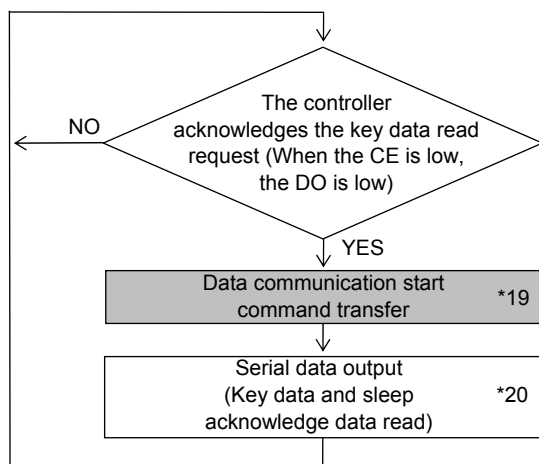 The controller
acknowledges the key data read
request (When the CE is low,
the DO is low)
NO
YES
Data communication start
command transfer
*19
Serial data output
(Key data and sleep
acknowledge data read)
*20